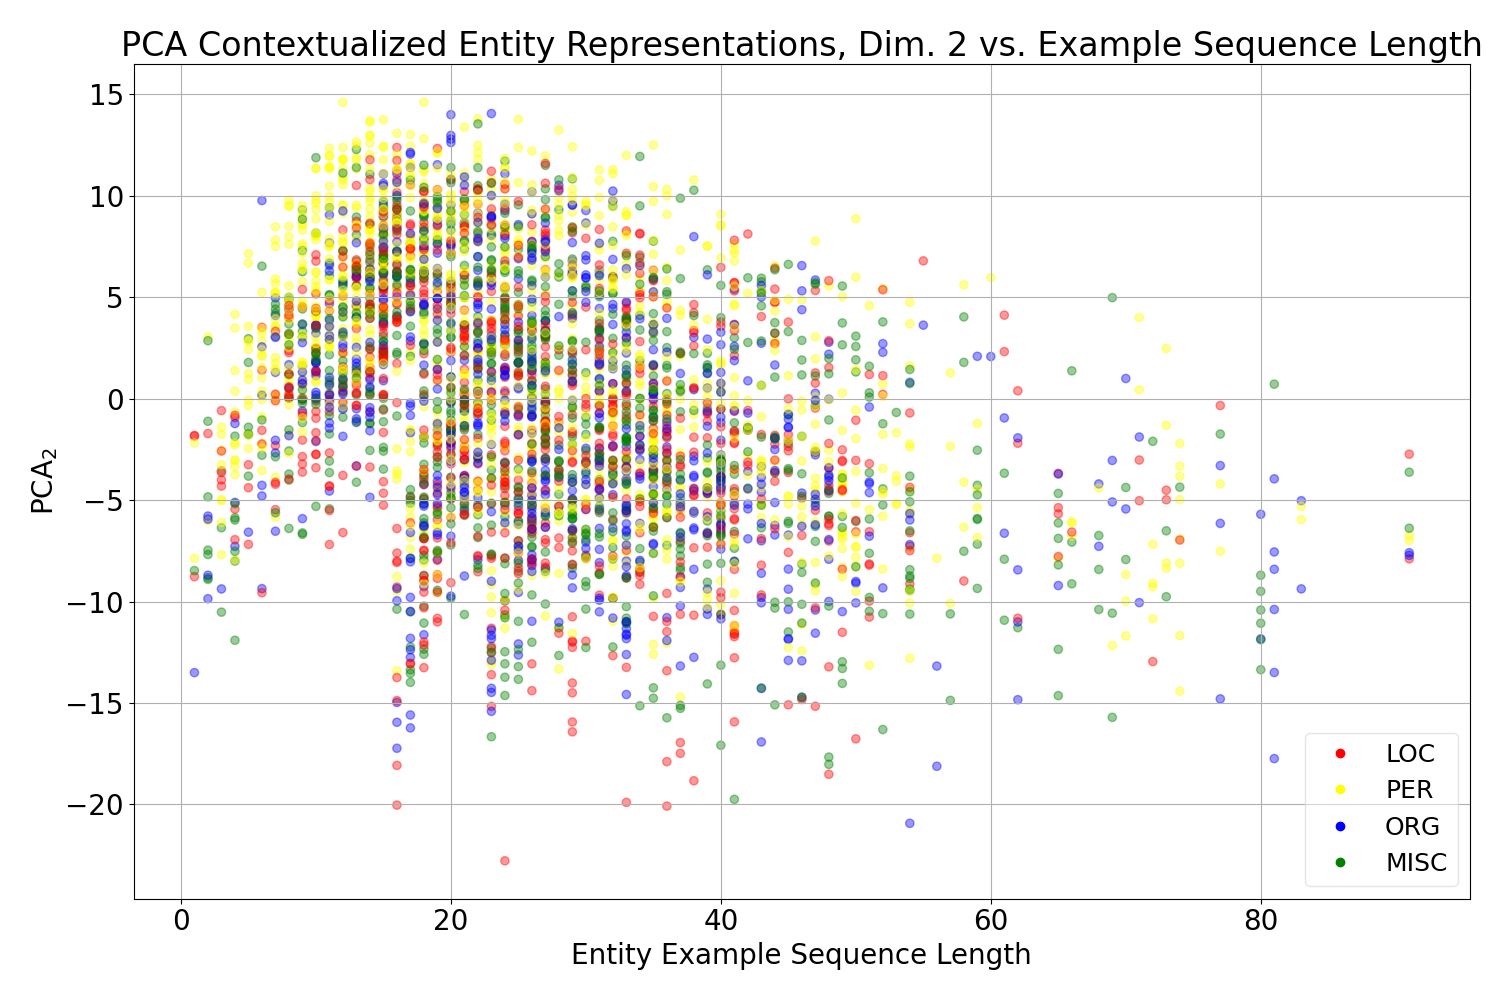 PCA Contextualized Entity Representations, Dim. 2 vs. Example Sequence Length
15
10
5
0
−5
−10
−15
−20
PCA₂
0 20 40 60 80
Entity Example Sequence Length
LOC
PER
ORG
MISC